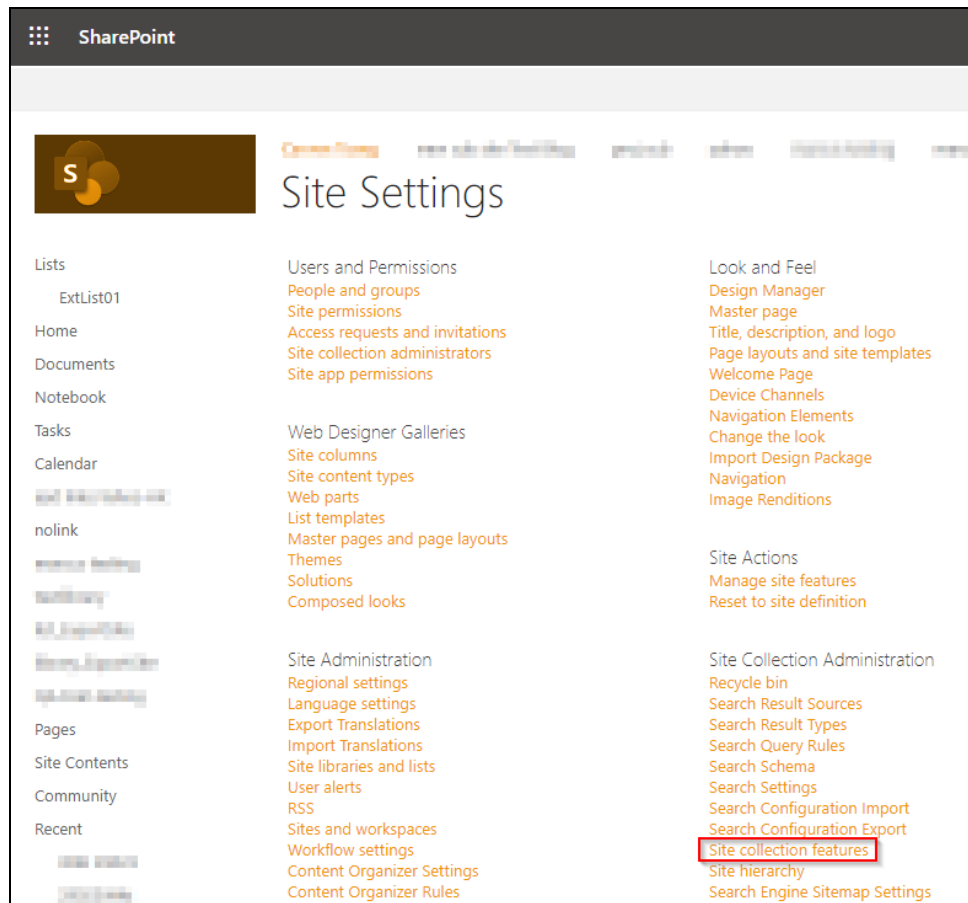 SharePoint
S
Site Settings
Lists
ExtList01
Home
Documents
Notebook
Tasks
Calendar
nolink
Pages
Site Contents
Community
Recent
Users and Permissions
People and groups
Site permissions
Access requests and invitations
Site collection administrators
Site app permissions
Web Designer Galleries
Site columns
Site content types
Web parts
List templates
Master pages and page layouts
Themes
Solutions
Composed looks
Site Administration
Regional settings
Language settings
Export Translations
Import Translations
Site libraries and lists
User alerts
RSS
Sites and workspaces
Workflow settings
Content Organizer Settings
Content Organizer Rules
Look and Feel
Design Manager
Master page
Title, description, and logo
Page layouts and site templates
Welcome Page
Device Channels
Navigation Elements
Change the look
Import Design Package
Navigation
Image Renditions
Site Actions
Manage site features
Reset to site definition
Site Collection Administration
Recycle bin
Search Result Sources
Search Result Types
Search Query Rules
Search Schema
Search Settings
Search Configuration Import
Search Configuration Export
Site collection features
Site hierarchy
Search Engine Sitemap Settings